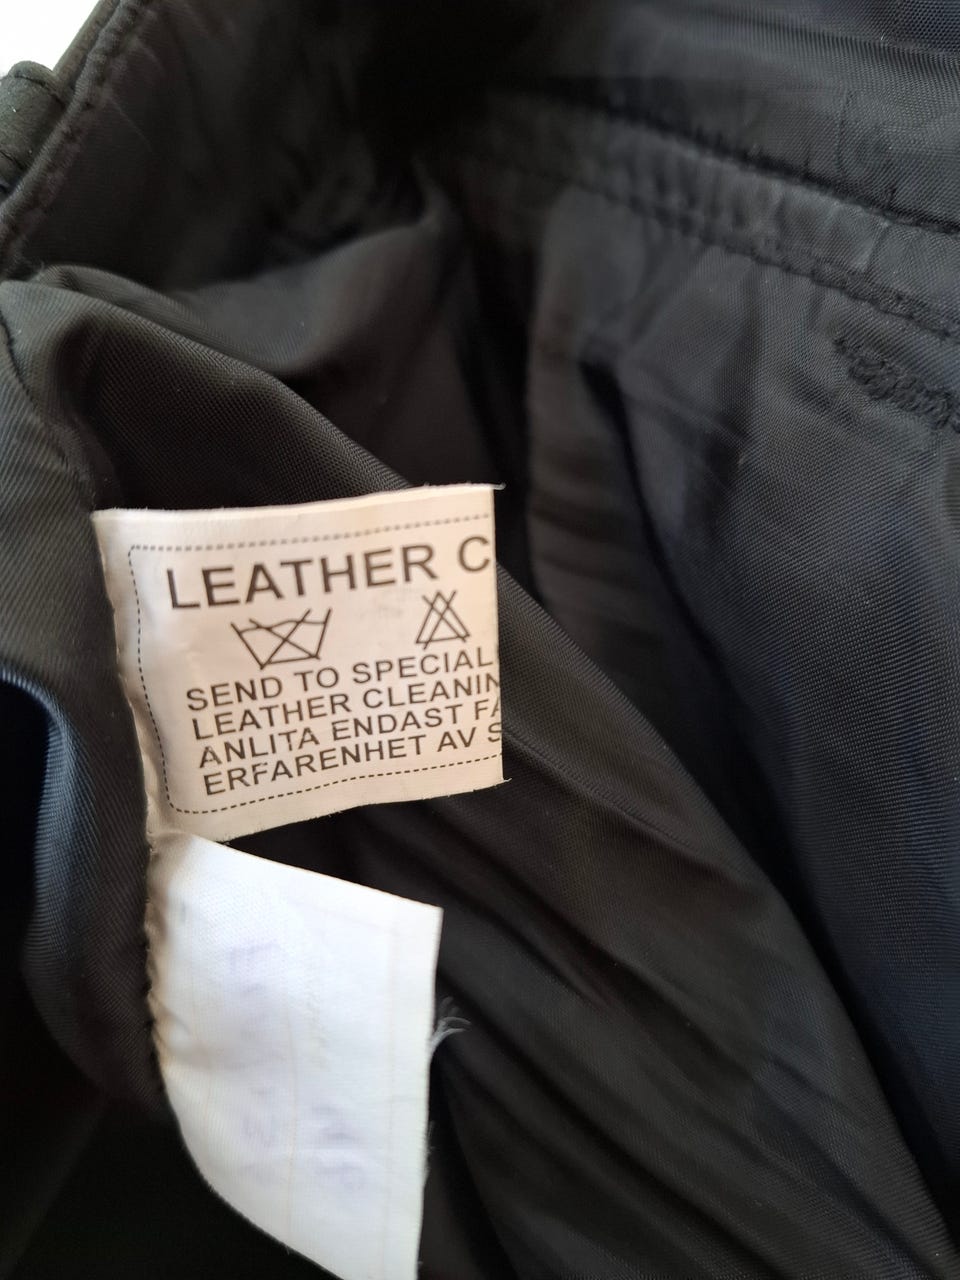 LEATHER C
SEND TO SPECIAL
LEATHER CLEANIN
ANLITA ENDAST FA
ERFARENHET AV S